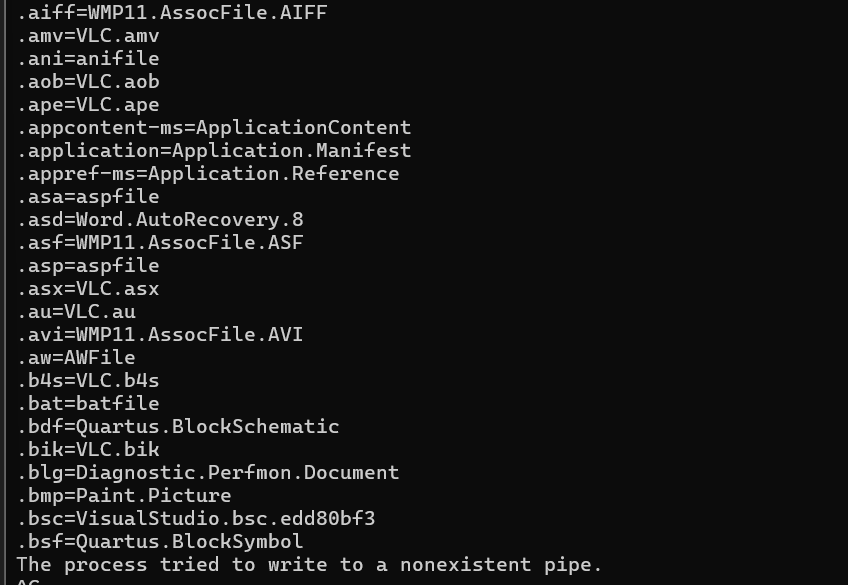 .aiff=WMP11.AssocFile.AIFF
.amv=VLC.amv
.ani=anifile
.aob=VLC.aob
.ape=VLC.ape
.appcontent-ms=ApplicationContent
.application=Application.Manifest
.appref-ms=Application.Reference
.asa=aspfile
.asd=Word.AutoRecovery.8
.asf=WMP11.AssocFile.ASF
.asp=aspfile
.asx=VLC.asx
.au=VLC.au
.avi=WMP11.AssocFile.AVI
.aw=AWFile
.b4s=VLC.b4s
.bat=batfile
.bdf=Quartus.BlockSchematic
.bik=VLC.bik
.blg=Diagnostic.Perfmon.Document
.bmp=Paint.Picture
.bsc=VisualStudio.bsc.edd80bf3
.bsf=Quartus.BlockSymbol
The process tried to write to a nonexistent pipe.